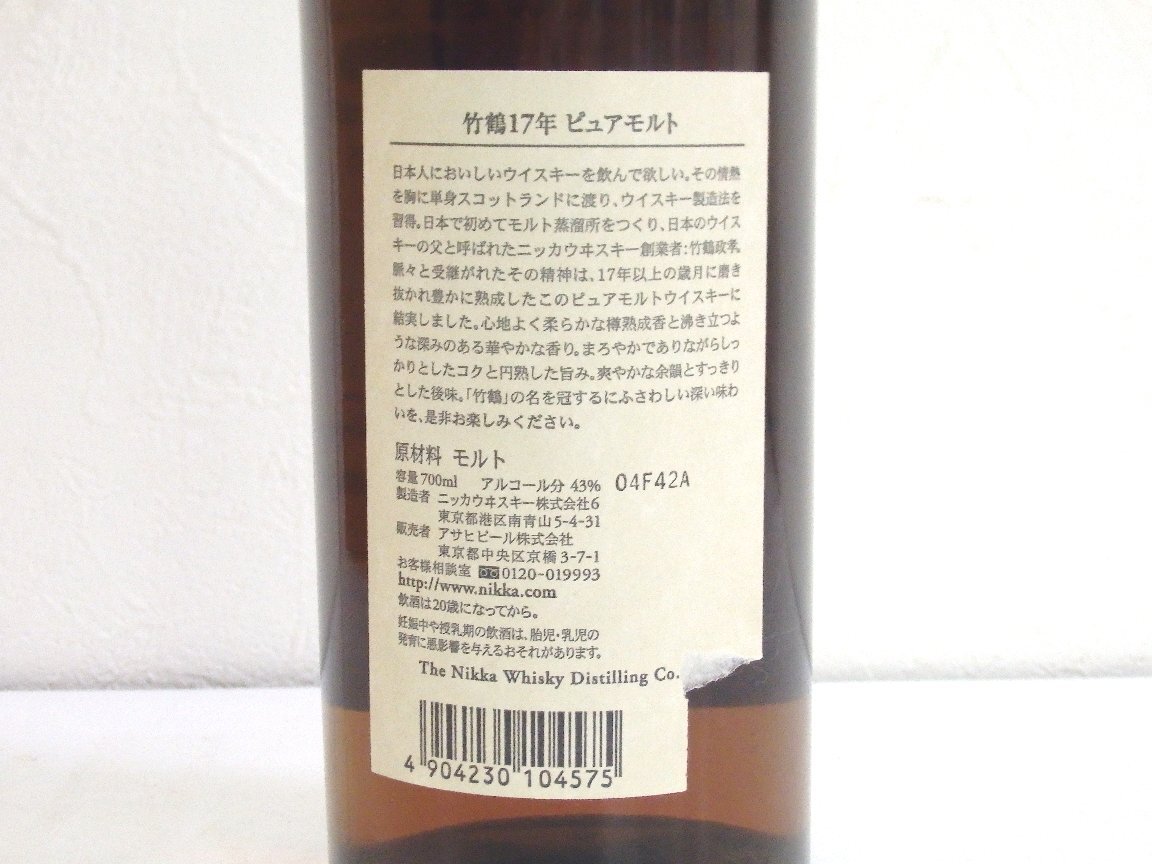 竹鶴17年 ピュアモルト
日本人においしいウイスキーを飲んで欲しい。その情熱
を胸に単身スコットランドに渡り、ウイスキー製造法を
習得。日本で初めてモルト蒸溜所をつくり、日本のウイス
キーの父と呼ばれたニッカウヰスキー創業者：竹鶴政孝。
脈々と受継がれたその精神は、17年以上の歳月に磨き
抜かれ豊かに熟成したこのピュアモルトウイスキーに
結実しました。心地よく柔らかな樽熟成香と沸き立つよ
うな深みのある華やかな香り。まろやかでありながらしっ
かりとしたコクと円熟した旨み。爽やかな余韻とすっきり
とした後味。「竹鶴」の名を冠するにふさわしい深い味わ
いを、是非お楽しみください。
原材料 モルト
容量700ml アルコール分 43% 04F42A
製造者 ニッカウヰスキー株式会社6
東京都港区南青山5-4-31
販売者 アサヒビール株式会社
東京都中央区京橋3-7-1
お客様相談室 0120-019993
http://www.nikka.com
飲酒は20歳になってから。
妊娠中や授乳期の飲酒は、胎児・乳児の
発育に悪影響を与えるおそれがあります。
The Nikka Whisky Distilling Co.
4 904230 104575